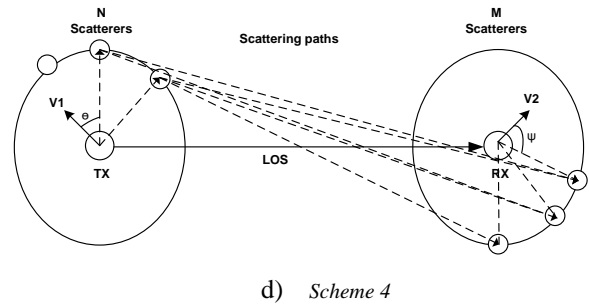 N
Scatterers
Scattering paths
M
Scatterers
V1
ө
V2
Ψ
TX
LOS
RX
d) Scheme 4